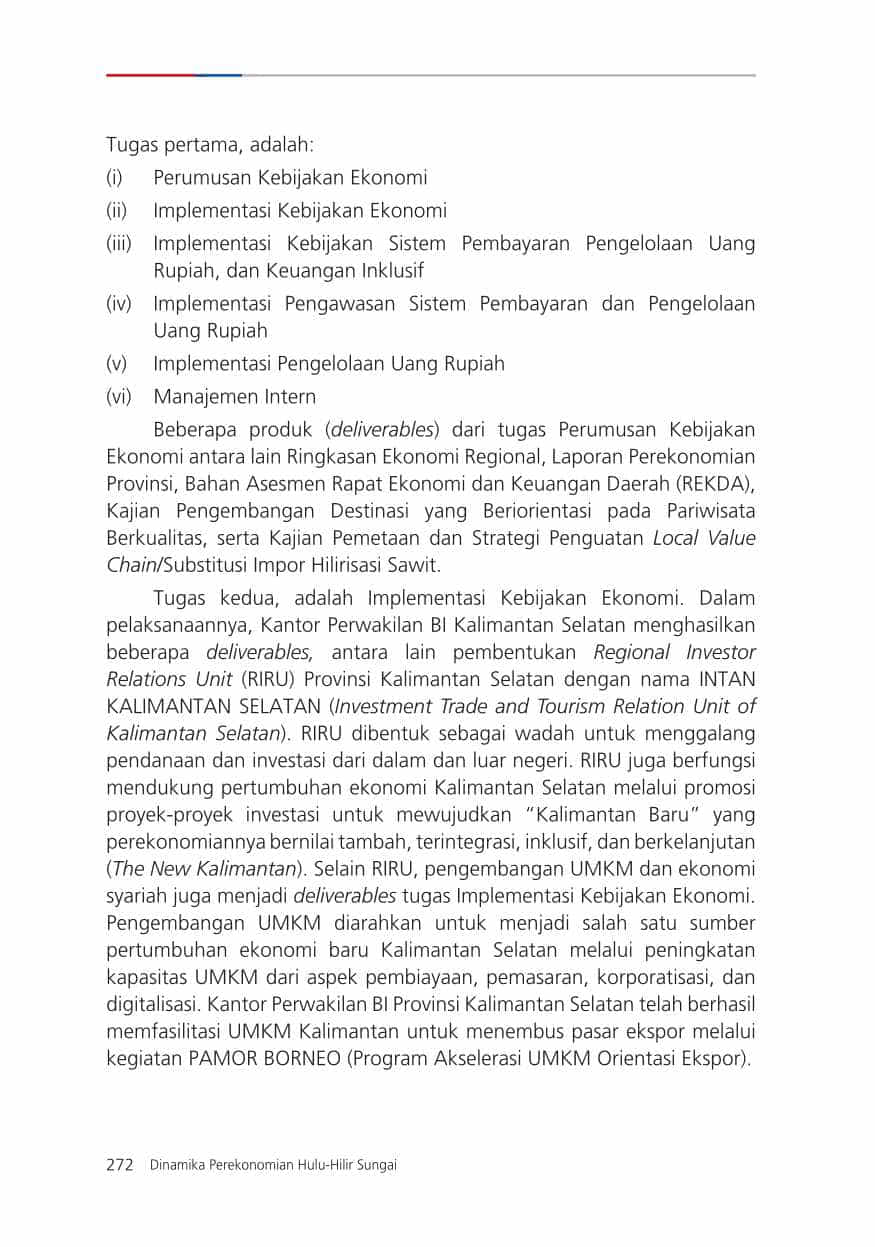 Tugas pertama, adalah:
(i) Perumusan Kebijakan Ekonomi
(ii) Implementasi Kebijakan Ekonomi
(iii) Implementasi Kebijakan Sistem Pembayaran Pengelolaan Uang
Rupiah, dan Keuangan Inklusif
(iv) Implementasi Pengawasan Sistem Pembayaran dan Pengelolaan
Uang Rupiah
(v) Implementasi Pengelolaan Uang Rupiah
(vi) Manajemen Intern
Beberapa produk (deliverables) dari tugas Perumusan Kebijakan
Ekonomi antara lain Ringkasan Ekonomi Regional, Laporan Perekonomian
Provinsi, Bahan Asesmen Rapat Ekonomi dan Keuangan Daerah (REKDA),
Kajian Pengembangan Destinasi yang Beriorientasi pada Pariwisata
Berkualitas, serta Kajian Pemetaan dan Strategi Penguatan Local Value
Chain/Substitusi Impor Hilirisasi Sawit.
Tugas kedua, adalah Implementasi Kebijakan Ekonomi. Dalam
pelaksanaannya, Kantor Perwakilan BI Kalimantan Selatan menghasilkan
beberapa deliverables, antara lain pembentukan Regional Investor
Relations Unit (RIRU) Provinsi Kalimantan Selatan dengan nama INTAN
KALIMANTAN SELATAN (Investment Trade and Tourism Relation Unit of
Kalimantan Selatan). RIRU dibentuk sebagai wadah untuk menggalang
pendanaan dan investasi dari dalam dan luar negeri. RIRU juga berfungsi
mendukung pertumbuhan ekonomi Kalimantan Selatan melalui promosi
proyek-proyek investasi untuk mewujudkan “Kalimantan Baru” yang
perekonomiannya bernilai tambah, terintegrasi, inklusif, dan berkelanjutan
(The New Kalimantan). Selain RIRU, pengembangan UMKM dan ekonomi
syariah juga menjadi deliverables tugas Implementasi Kebijakan Ekonomi.
Pengembangan UMKM diarahkan untuk menjadi salah satu sumber
pertumbuhan ekonomi baru Kalimantan Selatan melalui peningkatan
kapasitas UMKM dari aspek pembiayaan, pemasaran, korporatisasi, dan
digitalisasi. Kantor Perwakilan BI Provinsi Kalimantan Selatan telah berhasil
memfasilitasi UMKM Kalimantan untuk menembus pasar ekspor melalui
kegiatan PAMOR BORNEO (Program Akselerasi UMKM Orientasi Ekspor).
272 Dinamika Perekonomian Hulu-Hilir Sungai